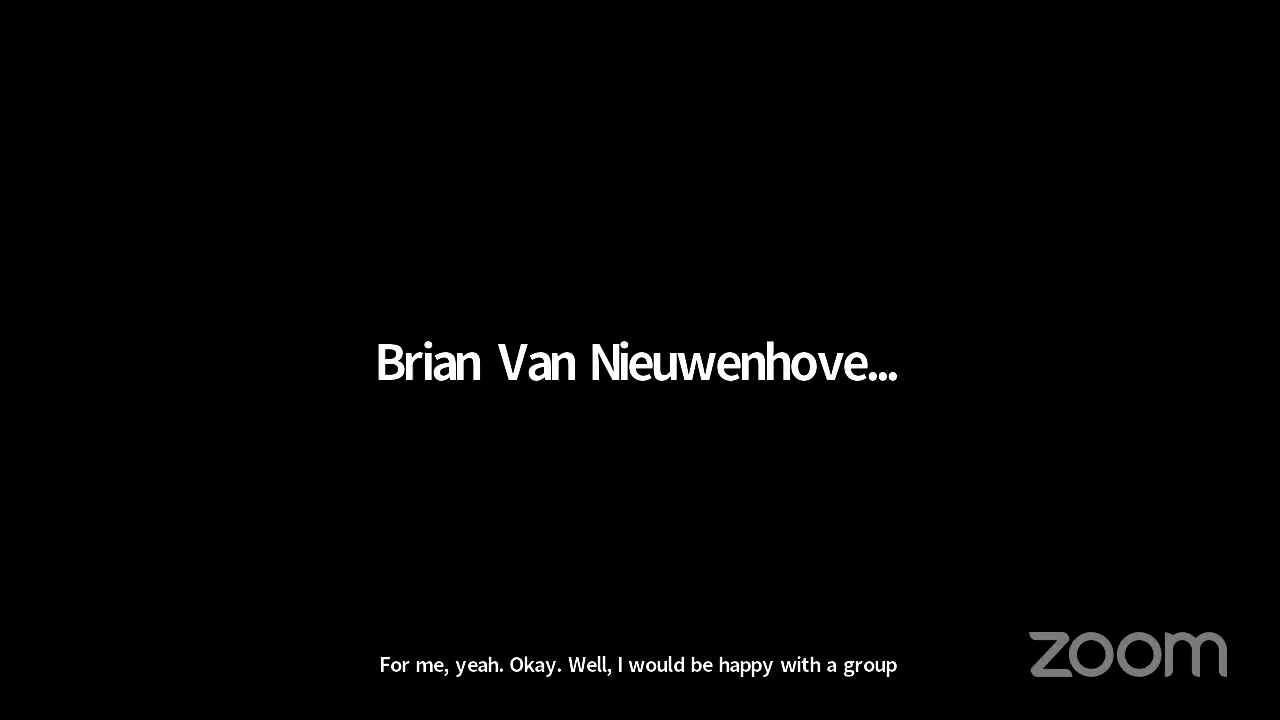 Brian Van Nieuwenhove...
For me, yeah. Okay. Well, I would be happy with a group
zoom